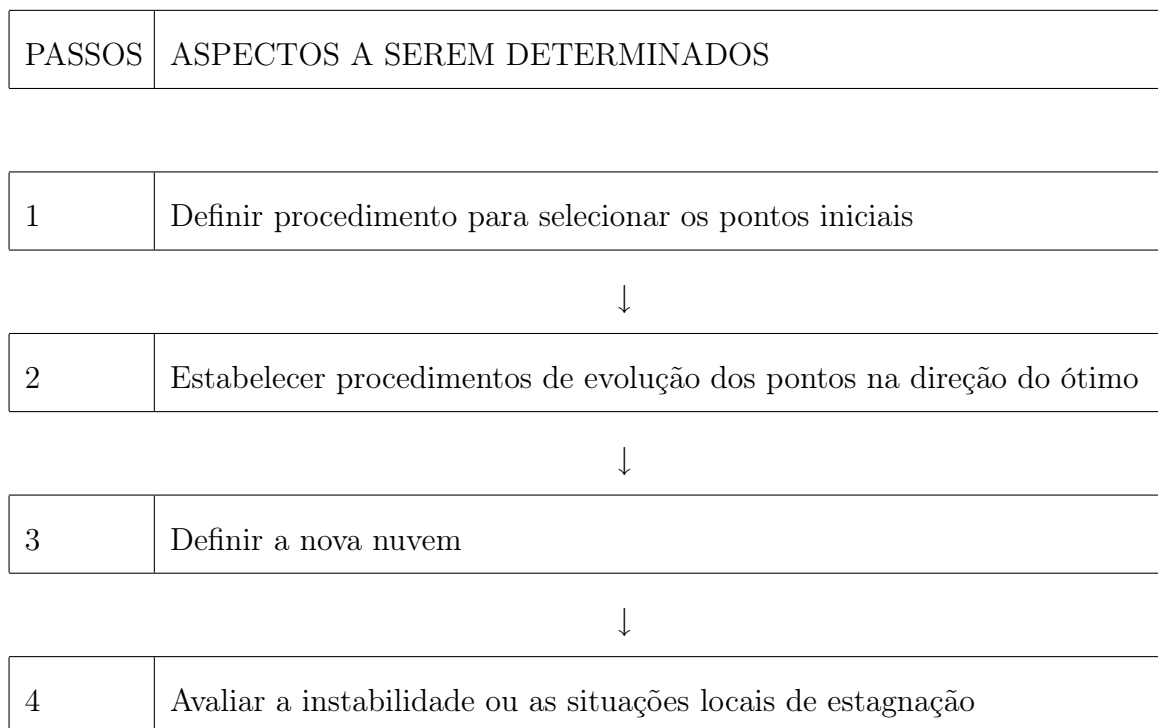 PASSOS ASPECTOS A SEREM DETERMINADOS
1 Definir procedimento para selecionar os pontos iniciais
↓
2 Estabelecer procedimentos de evolução dos pontos na direção do ótimo
↓
3 Definir a nova nuvem
↓
4 Avaliar a instabilidade ou as situações locais de estagnação